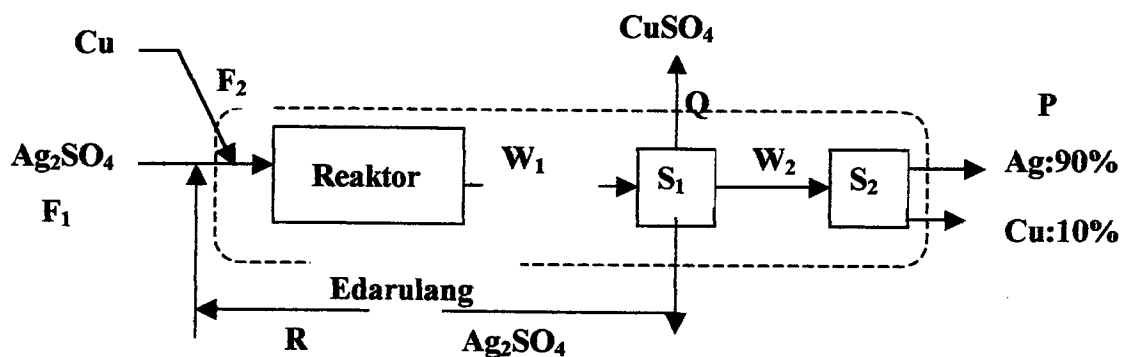 CuSO₄
Cu
F₂
Q
P
Ag₂SO₄
Reaktor
W₁
S₁
W₂
S₂
Ag:90%
F₁
Cu:10%
Edarulang
R
Ag₂SO₄